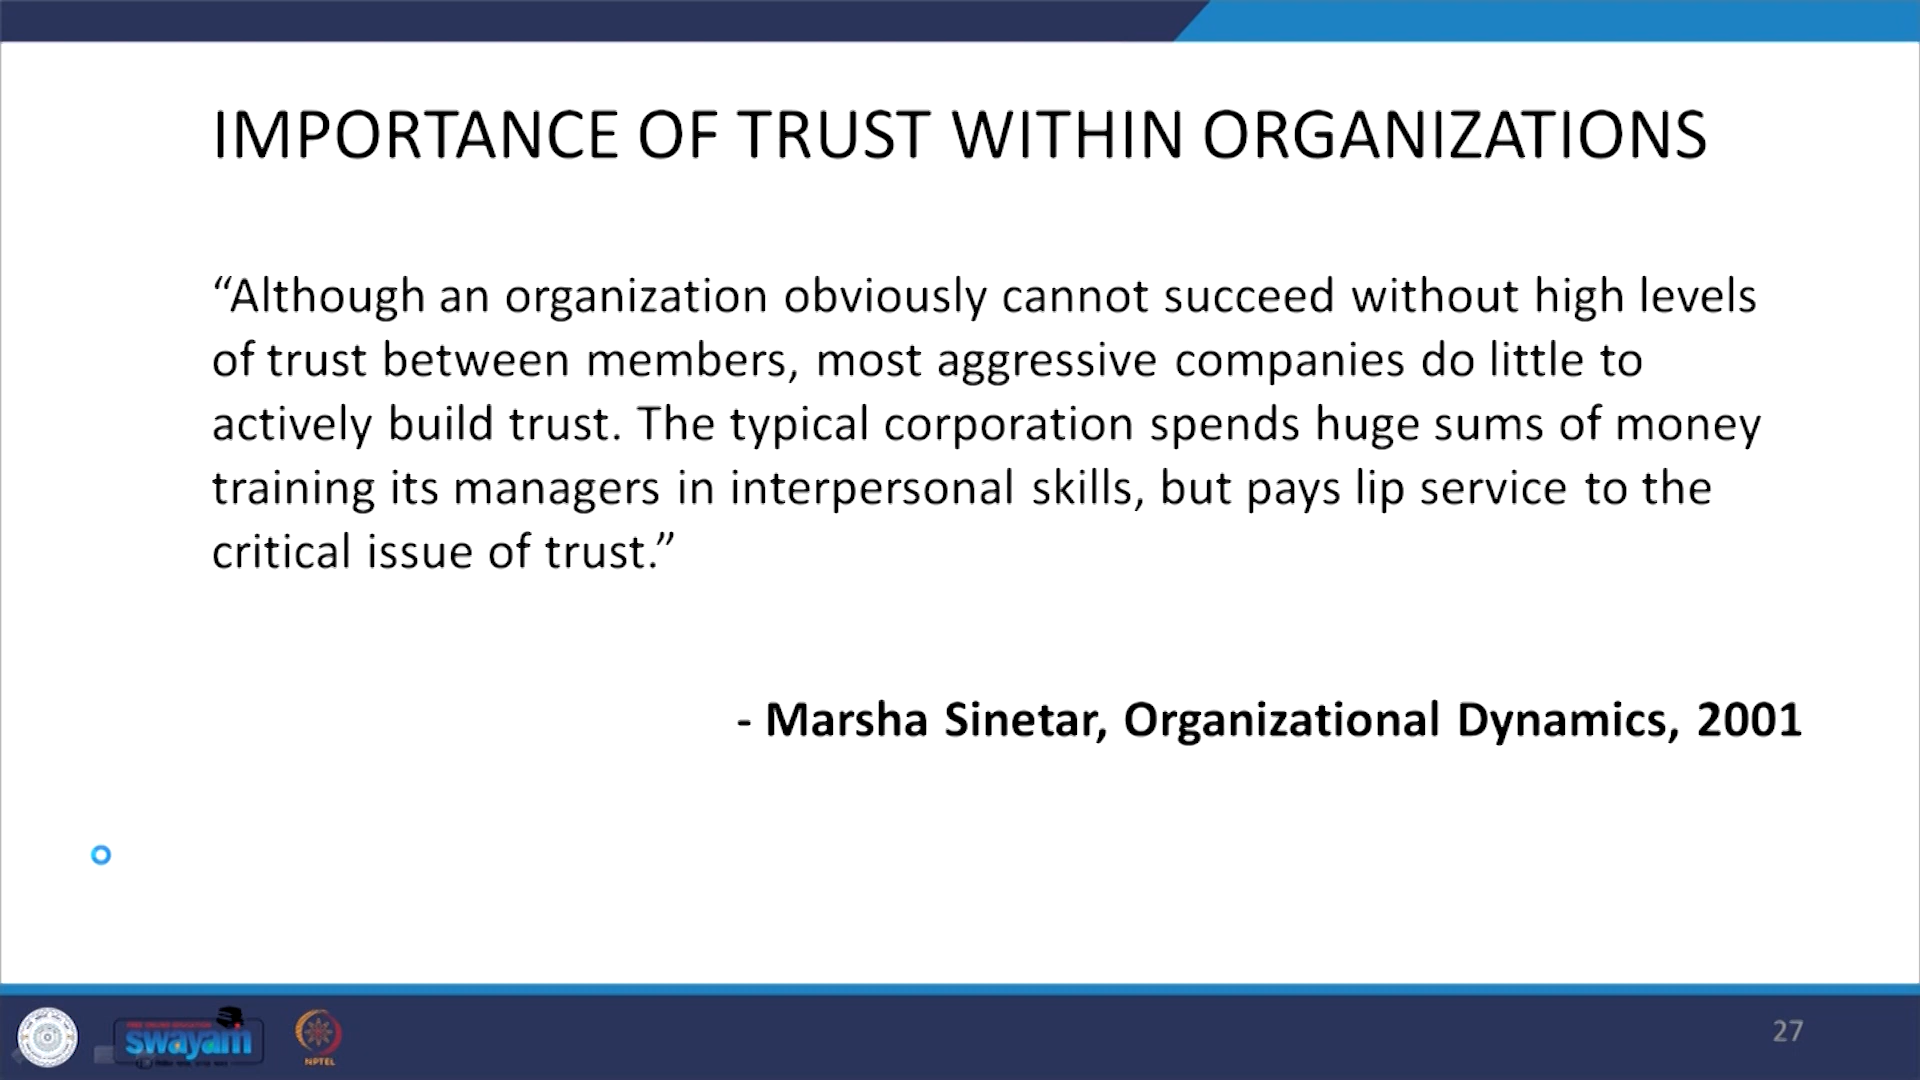 IMPORTANCE OF TRUST WITHIN ORGANIZATIONS
“Although an organization obviously cannot succeed without high levels
of trust between members, most aggressive companies do little to
actively build trust. The typical corporation spends huge sums of money
training its managers in interpersonal skills, but pays lip service to the
critical issue of trust.”
- Marsha Sinetar, Organizational Dynamics, 2001
FREE ONLINE EDUCATION
swayam
NPTEL
27